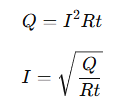 Q = I²Rt
I = √(Q/Rt)